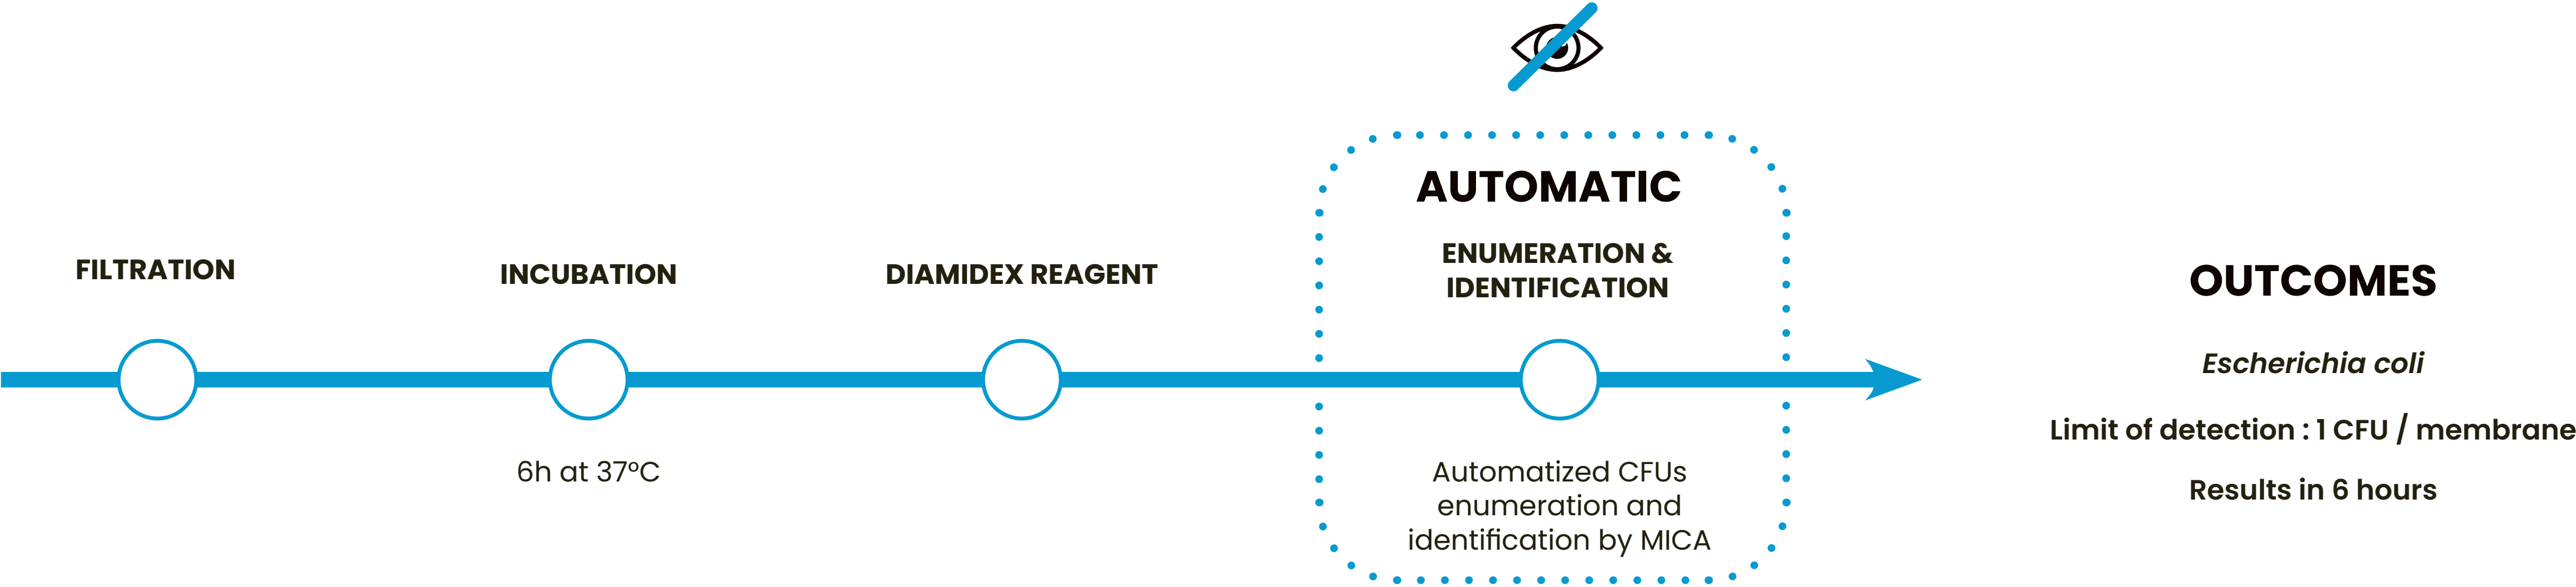 FILTRATION
INCUBATION
6h at 37ºC
DIAMIDEX REAGENT
AUTOMATIC
ENUMERATION &
IDENTIFICATION
Automatized CFUs
enumeration and
identification by MICA
OUTCOMES
Escherichia coli
Limit of detection : 1 CFU / membrane
Results in 6 hours